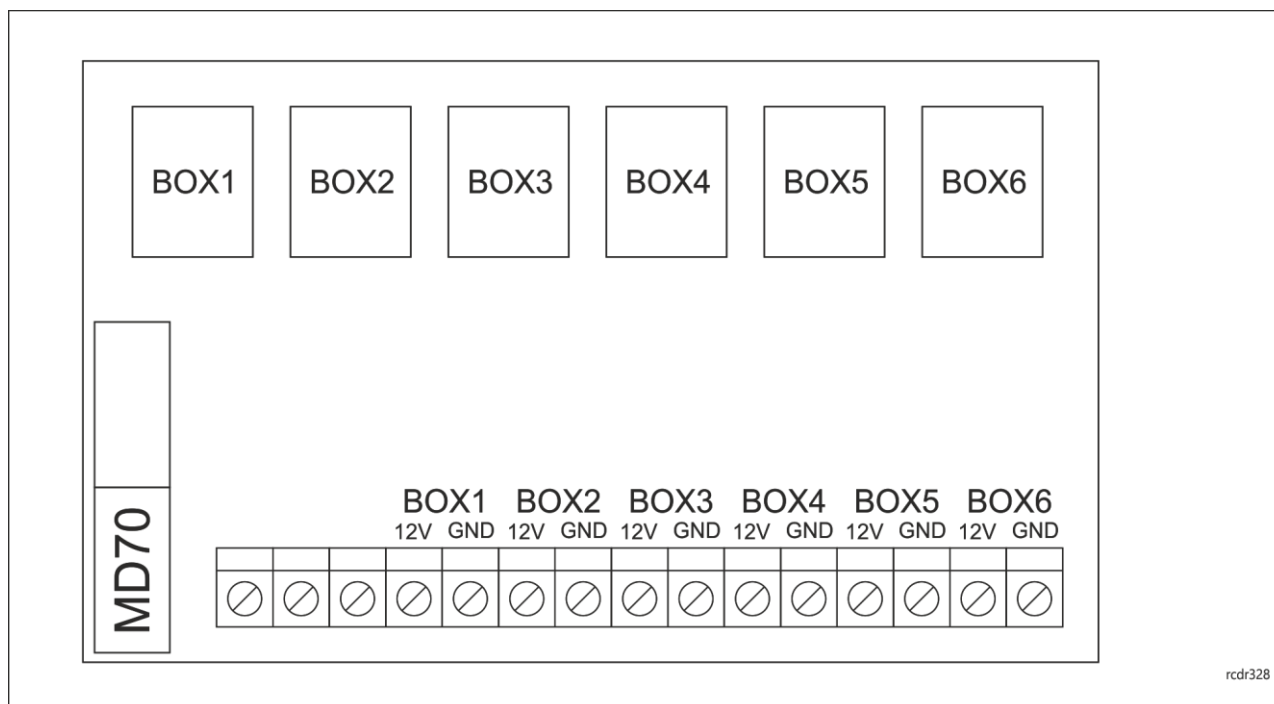 BOX1 BOX2 BOX3 BOX4 BOX5 BOX6
MD70
BOX1 BOX2 BOX3 BOX4 BOX5 BOX6
12V GND 12V GND 12V GND 12V GND 12V GND 12V GND
rcdr328